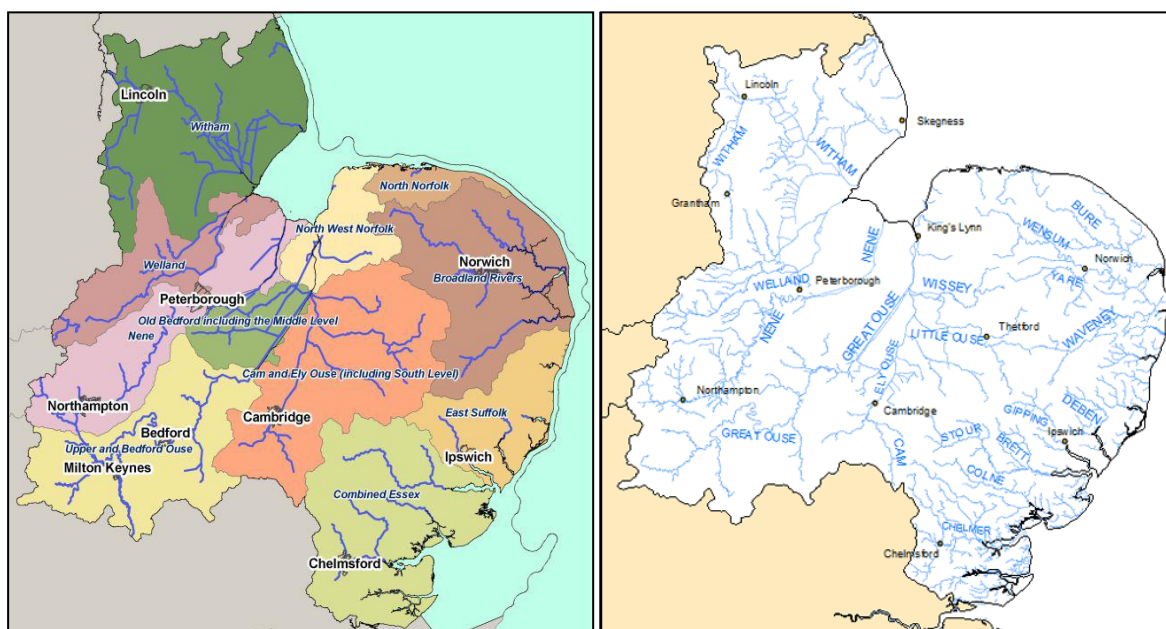 Lincoln
Witham
North Norfolk
North West Norfolk
Norwich
Broadland Rivers
Welland
Peterborough
Old Bedford including the Middle Level
Nene
Cam and Ely Ouse (including South Level)
Northampton
Cambridge
East Suffolk
Bedford
Upper and Bedford Ouse
Ipswich
Milton Keynes
Combined Essex
Chelmsford
Lincoln
Skegness
WITHAM
WITHAM
Grantham
BURE
King's Lynn
WENSUM
NENE
Norwich
YARE
WELLAND
Peterborough
WISSEY
NENE
GREAT OUSE
LITTLE OUSE
Thetford
WAVENEY
ELY OUSE
Northampton
Cambridge
GIPPING
DEBEN
GREAT OUSE
STOUR
BRETT
Ipswich
CAM
COLNE
CHELMER
Chelmsford